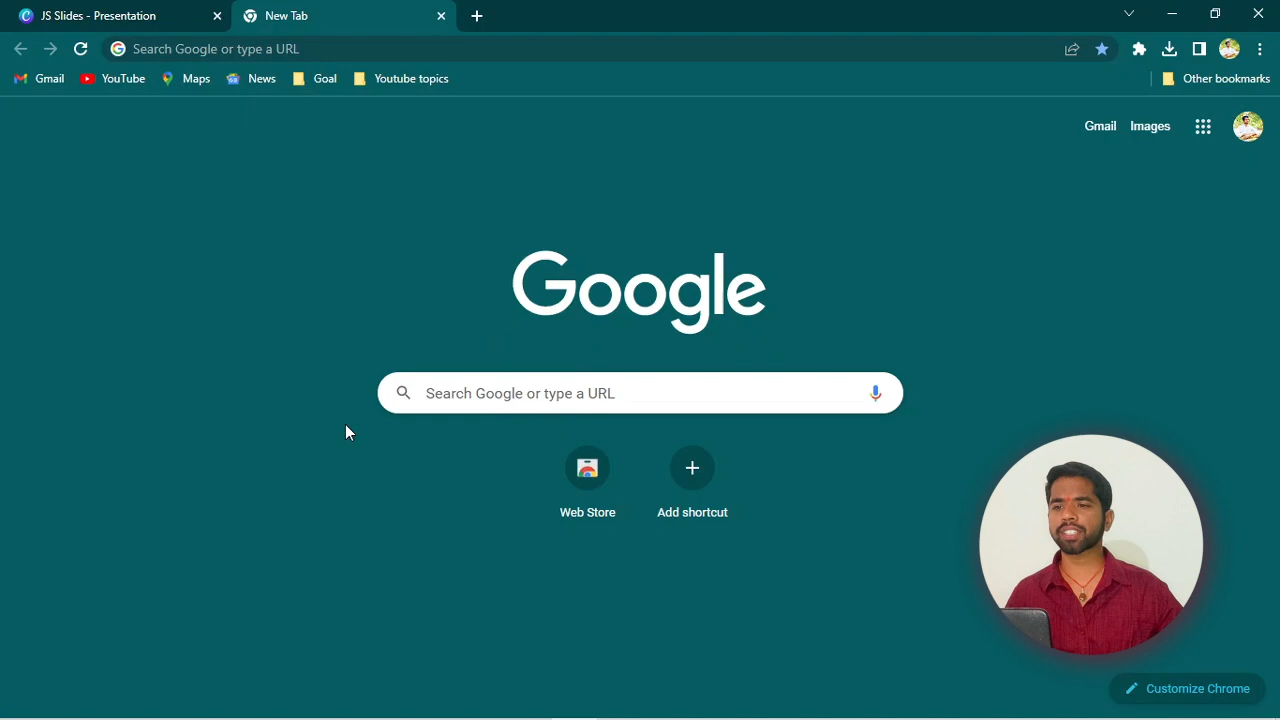 JS Slides - Presentation
New Tab
Search Google or type a URL
Gmail
YouTube
Maps
News
Goal
Youtube topics
Other bookmarks
Gmail
Images
Google
Search Google or type a URL
Web Store
Add shortcut
Customize Chrome